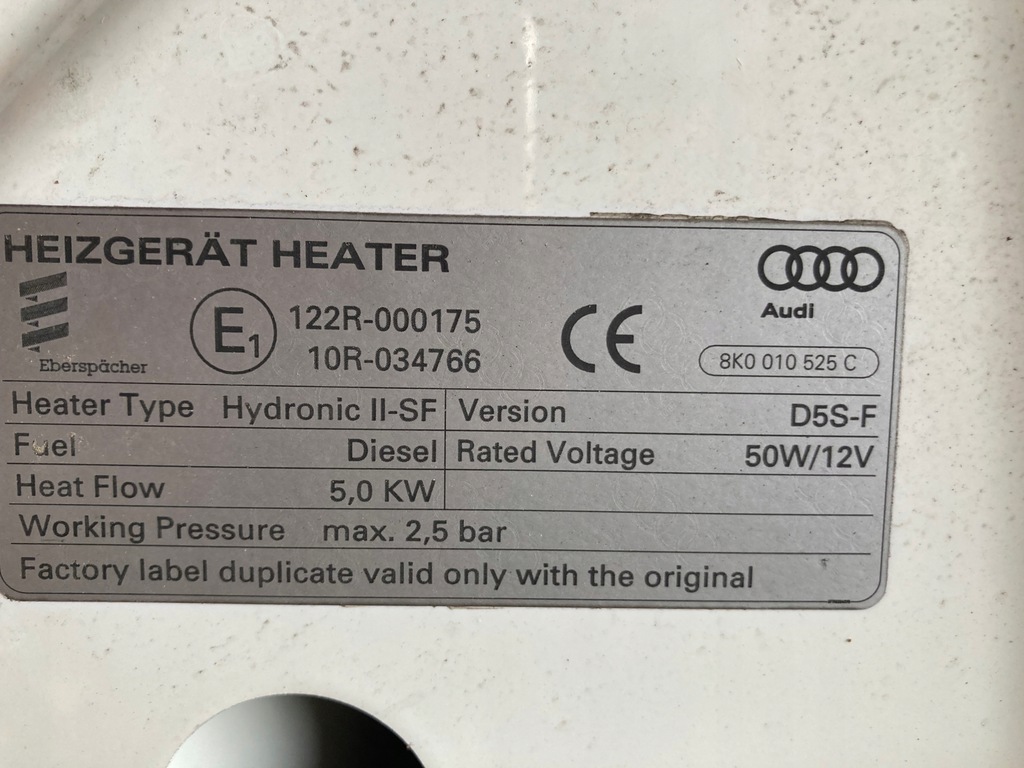 HEIZGERÄT HEATER
Audi
Eberspächer
E1
122R-000175
10R-034766
CE
8K0 010 525 C
Heater Type Hydronic II-SF Version D5S-F
Fuel Diesel Rated Voltage 50W/12V
Heat Flow 5,0 KW
Working Pressure max. 2,5 bar
Factory label duplicate valid only with the original